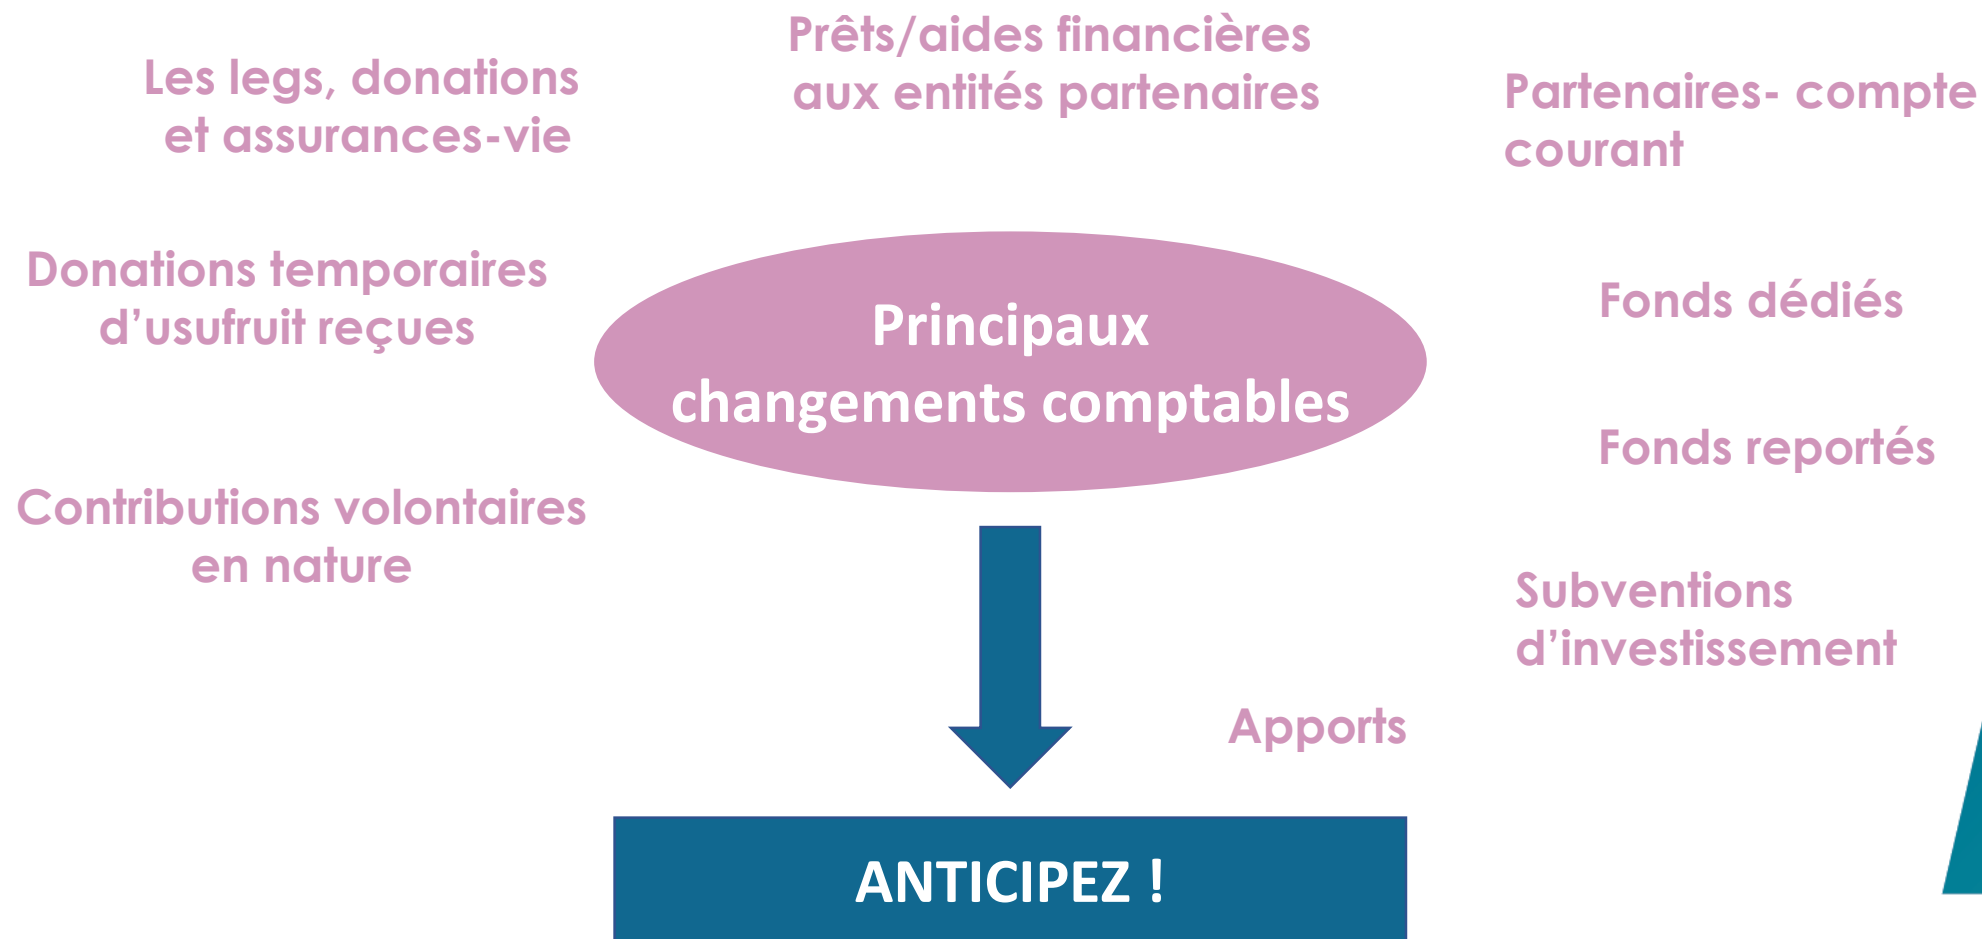 Prêts/aides financières
aux entités partenaires
Les legs, donations
et assurances-vie
Partenaires- compte
courant
Donations temporaires
d’usufruit reçues
Principaux
changements comptables
Fonds dédiés
Fonds reportés
Contributions volontaires
en nature
Subventions
d’investissement
Apports
ANTICIPEZ !